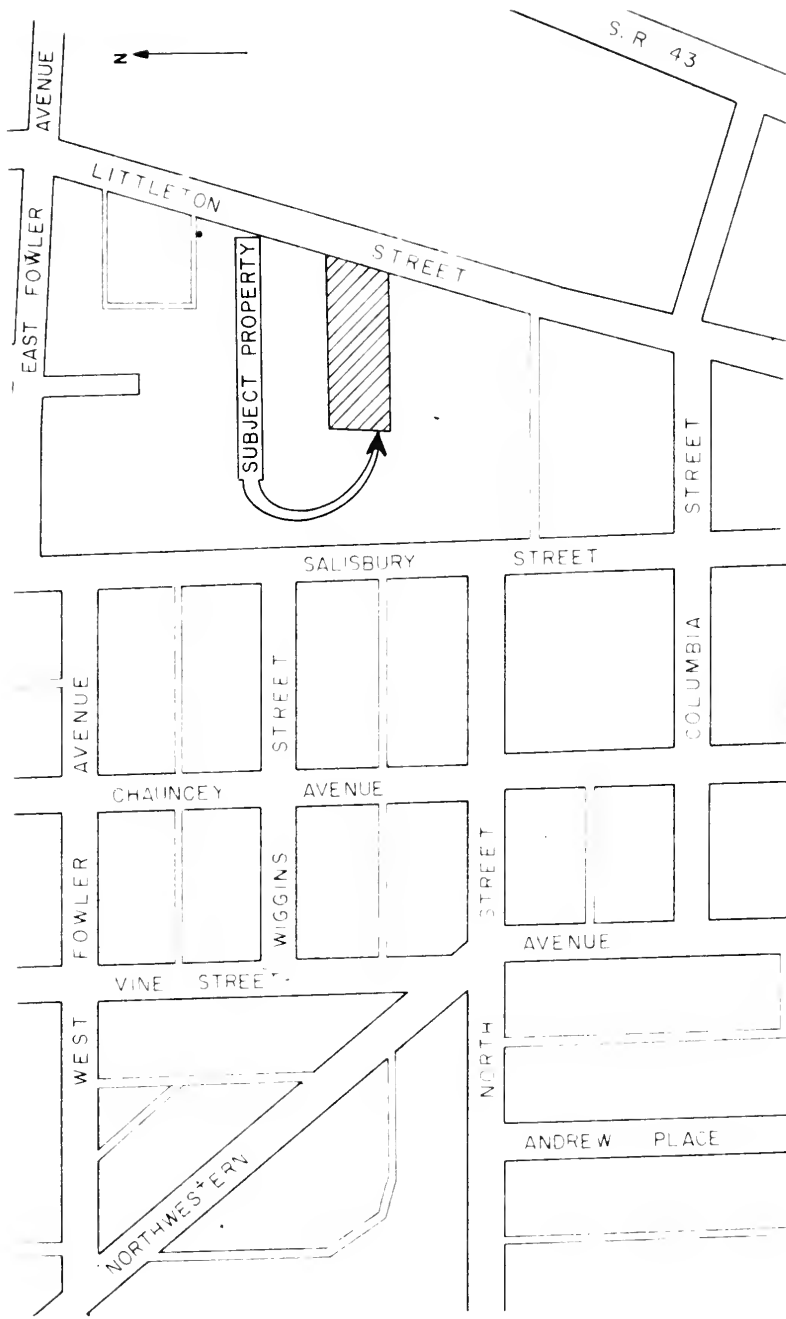 S.R 43
N
AVENUE
EAST FOWLER
LITTLETON
STREET
SUBJECT PROPERTY
SALISBURY STREET
STREET
COLUMBIA
AVENUE
STREET
CHAUNCEY AVENUE
FOWLER
WIGGINS
STREET
AVENUE
VINE STREET
WEST
NORTH
NORTHWESTERN
ANDREW PLACE